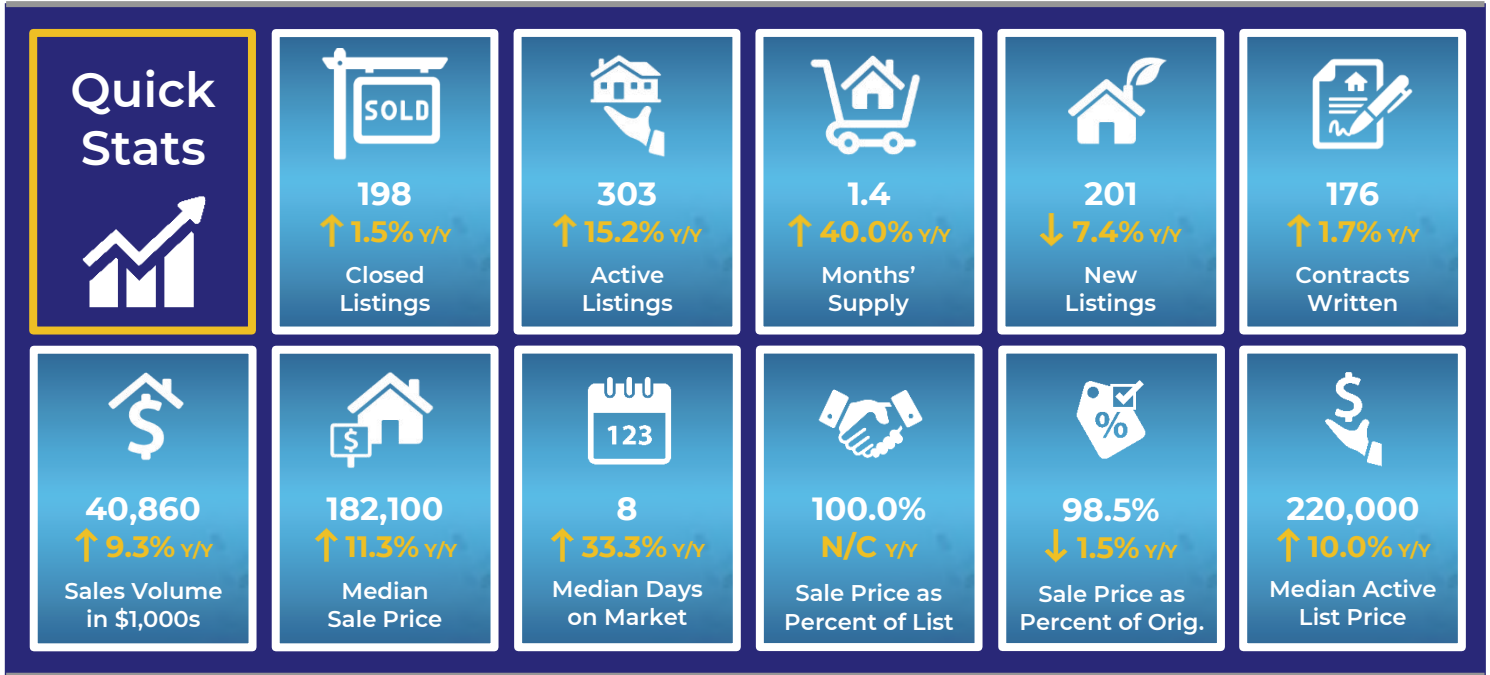 Quick
Stats
SOLD
198
↑ 1.5% Y/Y
Closed
Listings
303
↑ 15.2% Y/Y
Active
Listings
1.4
↑ 40.0% Y/Y
Months’
Supply
201
↓ 7.4% Y/Y
New
Listings
176
↑ 1.7% Y/Y
Contracts
Written
$
40,860
↑ 9.3% Y/Y
Sales Volume
in $1,000s
$
182,100
↑ 11.3% Y/Y
Median
Sale Price
123
8
↑ 33.3% Y/Y
Median Days
on Market
100.0%
N/C Y/Y
Sale Price as
Percent of List
%
98.5%
↓ 1.5% Y/Y
Sale Price as
Percent of Orig.
$
220,000
↑ 10.0% Y/Y
Median Active
List Price